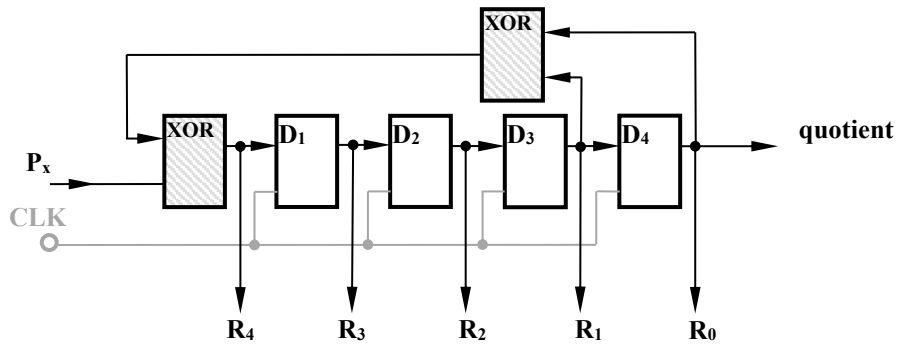 XOR
XOR
D₁
D₂
D₃
D₄
quotient
Pₓ
CLK
R₄
R₃
R₂
R₁
R₀